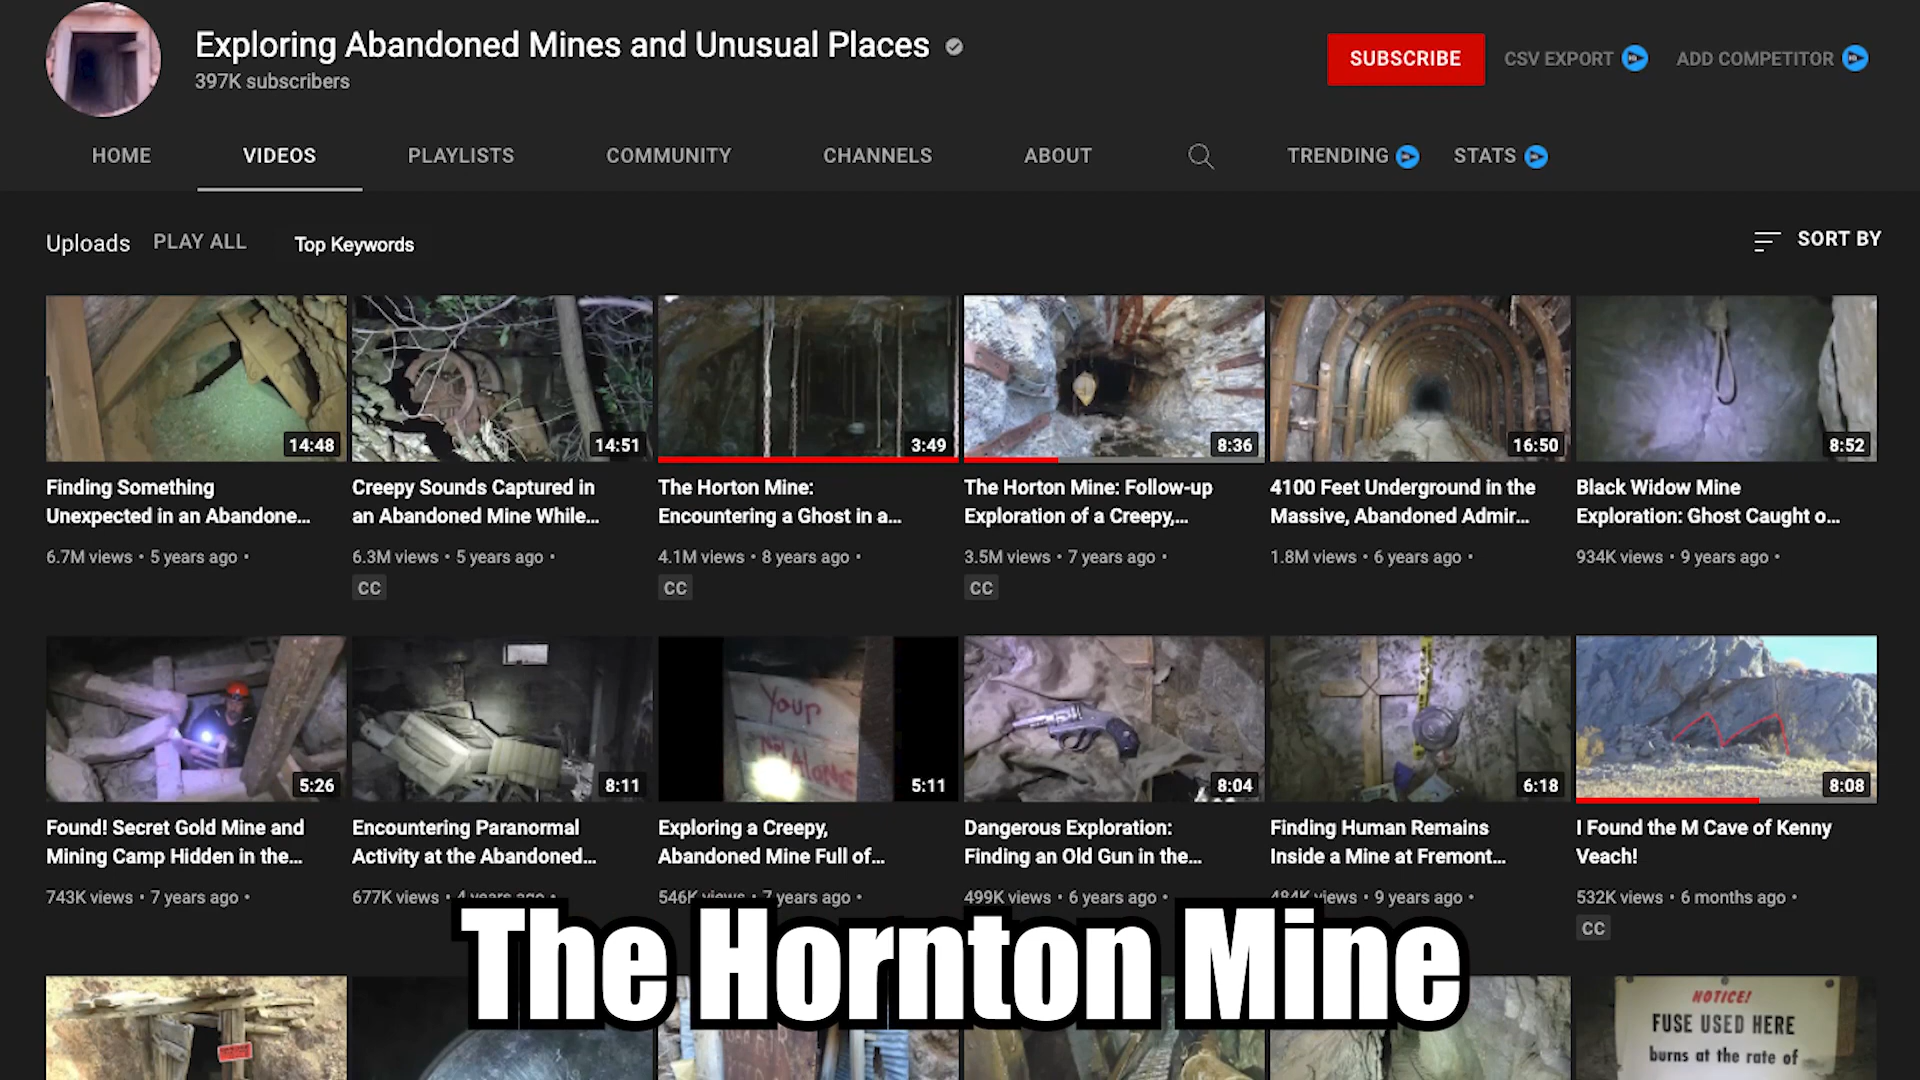 Exploring Abandoned Mines and Unusual Places
397K subscribers
SUBSCRIBE
CSV EXPORT
ADD COMPETITOR
HOME
VIDEOS
PLAYLISTS
COMMUNITY
CHANNELS
ABOUT
TRENDING
STATS
Uploads
PLAY ALL
Top Keywords
SORT BY
14:48
14:51
3:49
8:36
16:50
8:52
Finding Something
Unexpected in an Abandone...
6.7M views • 5 years ago •
Creepy Sounds Captured in
an Abandoned Mine While...
6.3M views • 5 years ago •
CC
The Horton Mine:
Encountering a Ghost in a...
4.1M views • 8 years ago •
CC
The Horton Mine: Follow-up
Exploration of a Creepy,...
3.5M views • 7 years ago •
CC
4100 Feet Underground in the
Massive, Abandoned Admir...
1.8M views • 6 years ago •
Black Widow Mine
Exploration: Ghost Caught o...
934K views • 9 years ago •
Your
Not Alone
5:26
8:11
5:11
8:04
6:18
8:08
Found! Secret Gold Mine and
Mining Camp Hidden in the...
743K views • 7 years ago •
Encountering Paranormal
Activity at the Abandoned...
677K views • 4 years ago •
Exploring a Creepy,
Abandoned Mine Full of...
546K views • 7 years ago •
Dangerous Exploration:
Finding an Old Gun in the...
499K views • 6 years ago •
Finding Human Remains
Inside a Mine at Fremont...
484K views • 9 years ago •
I Found the M Cave of Kenny
Veach!
532K views • 6 months ago •
CC
The Hornton Mine
NOTICE!
FUSE USED HERE
burns at the rate of